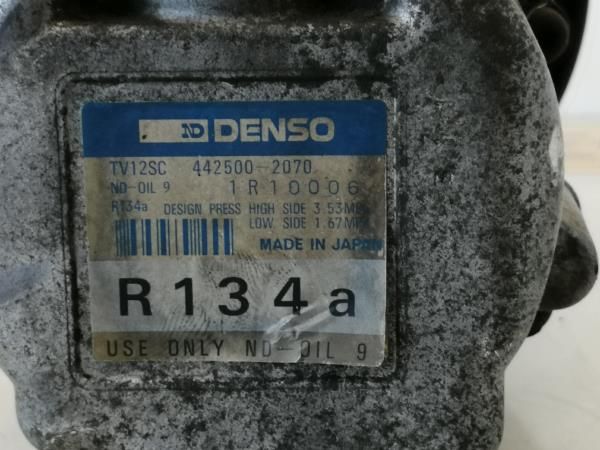 ND DENSO
TV12SC 442500-2070
ND-OIL 9 1R10006
R134a DESIGN PRESS HIGH SIDE 3.53MPa
LOW SIDE 1.67MPa
MADE IN JAPAN
R134a
USE ONLY ND-OIL 9